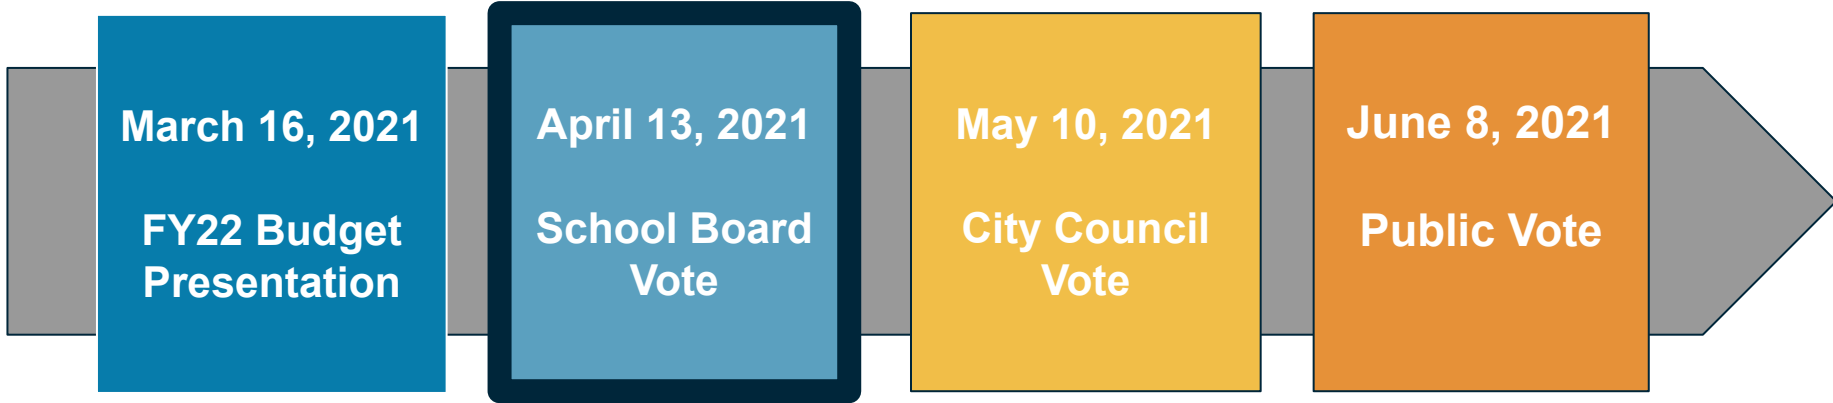 March 16, 2021
FY22 Budget
Presentation
April 13, 2021
School Board
Vote
May 10, 2021
City Council
Vote
June 8, 2021
Public Vote